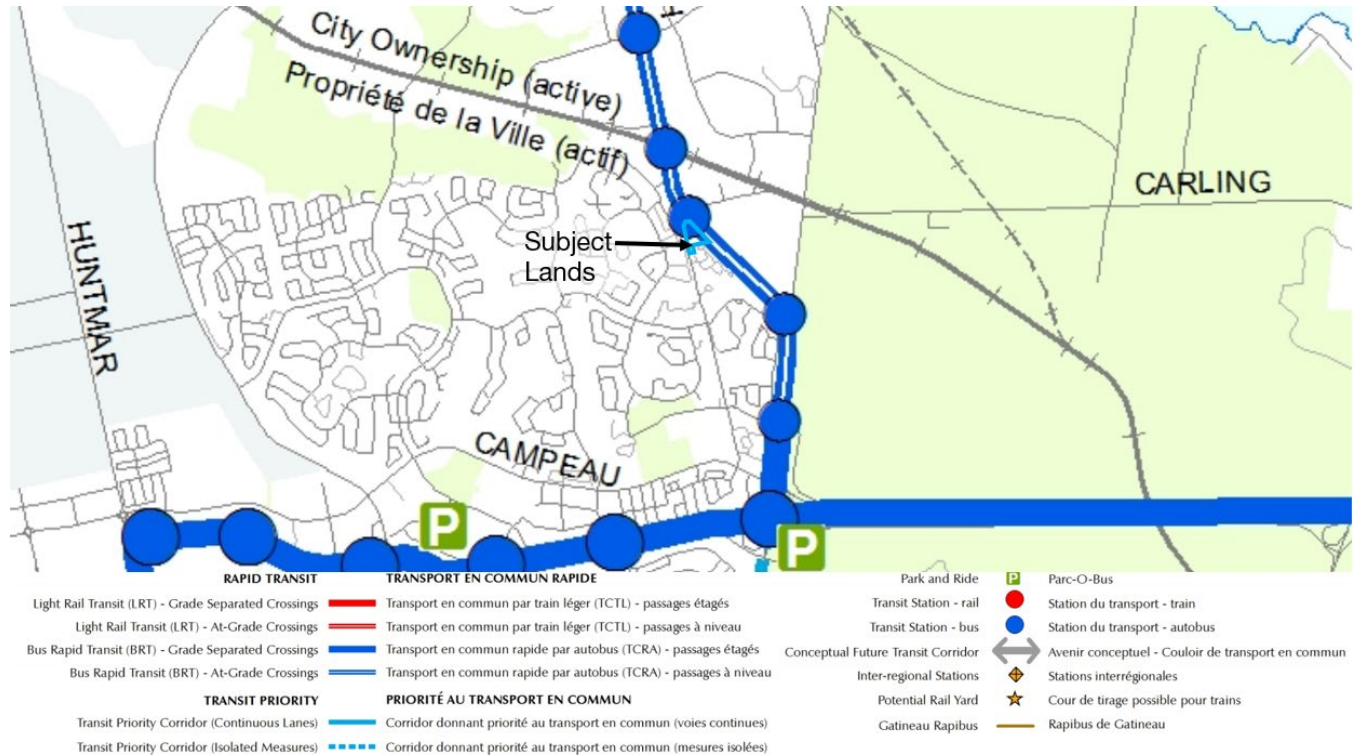 City Ownership (active)
Propriété de la Ville (actif)
CARLING
HUNTMAR
Subject
Lands
CAMPEAU
P
P
RAPID TRANSIT
TRANSPORT EN COMMUN RAPIDE
Light Rail Transit (LRT) - Grade Separated Crossings
Transport en commun par train léger (TCTL) - passages étagés
Light Rail Transit (LRT) - At-Grade Crossings
Transport en commun par train léger (TCTL) - passages à niveau
Bus Rapid Transit (BRT) - Grade Separated Crossings
Transport en commun rapide par autobus (TCRA) - passages étagés
Bus Rapid Transit (BRT) - At-Grade Crossings
Transport en commun rapide par autobus (TCRA) - passages à niveau
TRANSIT PRIORITY
PRIORITÉ AU TRANSPORT EN COMMUN
Transit Priority Corridor (Continuous Lanes)
Corridor donnant priorité au transport en commun (voies continues)
Transit Priority Corridor (Isolated Measures)
Corridor donnant priorité au transport en commun (mesures isolées)
Park and Ride
P
Parc-O-Bus
Transit Station - rail
Station du transport - train
Transit Station - bus
Station du transport - autobus
Conceptual Future Transit Corridor
Avenir conceptuel - Couloir de transport en commun
Inter-regional Stations
Stations interrégionales
Potential Rail Yard
Cour de tirage possible pour trains
Gatineau Rapibus
Rapibus de Gatineau